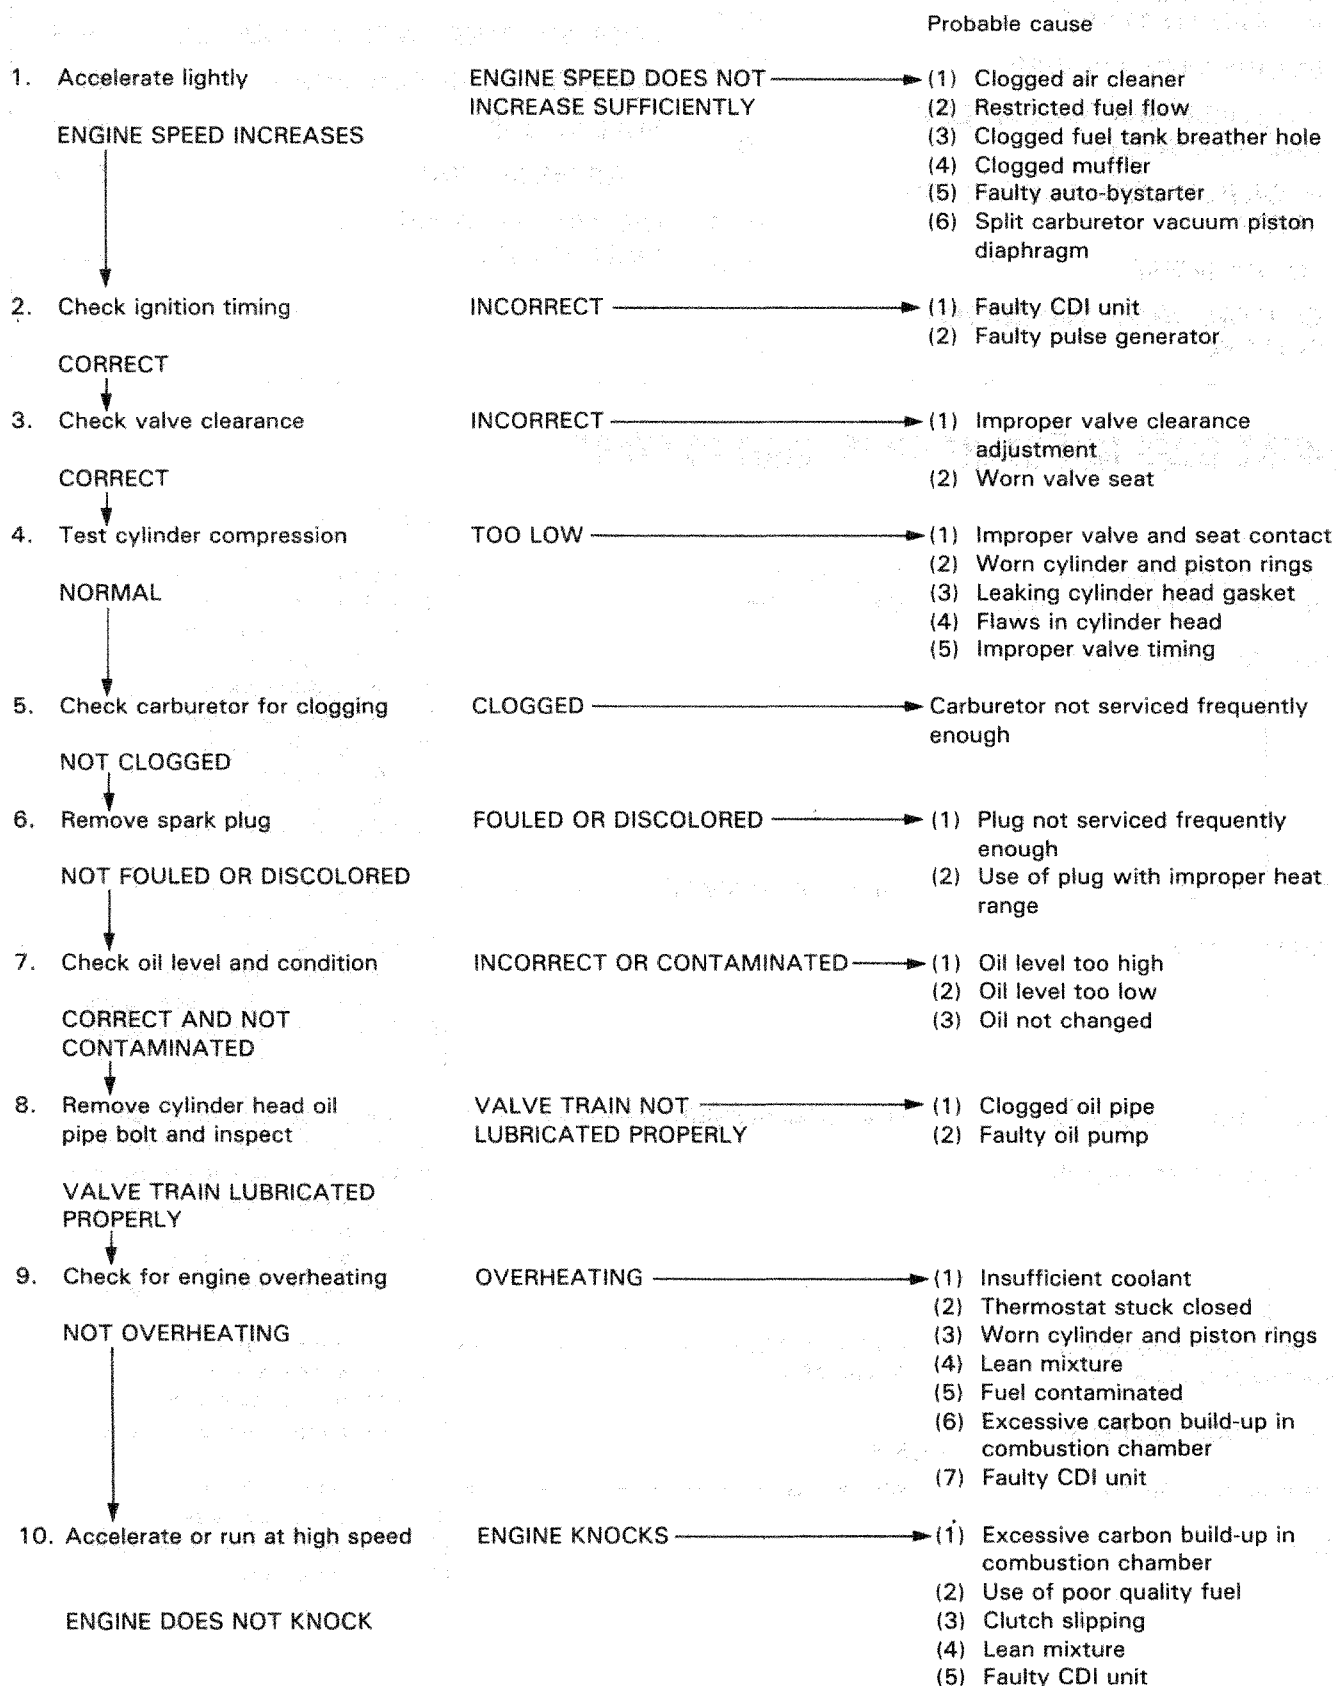 Probable cause
1. Accelerate lightly
ENGINE SPEED INCREASES
ENGINE SPEED DOES NOT
INCREASE SUFFICIENTLY
(1) Clogged air cleaner
(2) Restricted fuel flow
(3) Clogged fuel tank breather hole
(4) Clogged muffler
(5) Faulty auto-bystarter
(6) Split carburetor vacuum piston
diaphragm
2. Check ignition timing
CORRECT
INCORRECT
(1) Faulty CDI unit
(2) Faulty pulse generator
3. Check valve clearance
CORRECT
INCORRECT
(1) Improper valve clearance
adjustment
(2) Worn valve seat
4. Test cylinder compression
NORMAL
TOO LOW
(1) Improper valve and seat contact
(2) Worn cylinder and piston rings
(3) Leaking cylinder head gasket
(4) Flaws in cylinder head
(5) Improper valve timing
5. Check carburetor for clogging
NOT CLOGGED
CLOGGED
Carburetor not serviced frequently
enough
6. Remove spark plug
NOT FOULED OR DISCOLORED
FOULED OR DISCOLORED
(1) Plug not serviced frequently
enough
(2) Use of plug with improper heat
range
7. Check oil level and condition
CORRECT AND NOT
CONTAMINATED
INCORRECT OR CONTAMINATED
(1) Oil level too high
(2) Oil level too low
(3) Oil not changed
8. Remove cylinder head oil
pipe bolt and inspect
VALVE TRAIN LUBRICATED
PROPERLY
VALVE TRAIN NOT
LUBRICATED PROPERLY
(1) Clogged oil pipe
(2) Faulty oil pump
9. Check for engine overheating
NOT OVERHEATING
OVERHEATING
(1) Insufficient coolant
(2) Thermostat stuck closed
(3) Worn cylinder and piston rings
(4) Lean mixture
(5) Fuel contaminated
(6) Excessive carbon build-up in
combustion chamber
(7) Faulty CDI unit
10. Accelerate or run at high speed
ENGINE DOES NOT KNOCK
ENGINE KNOCKS
(1) Excessive carbon build-up in
combustion chamber
(2) Use of poor quality fuel
(3) Clutch slipping
(4) Lean mixture
(5) Faulty CDI unit